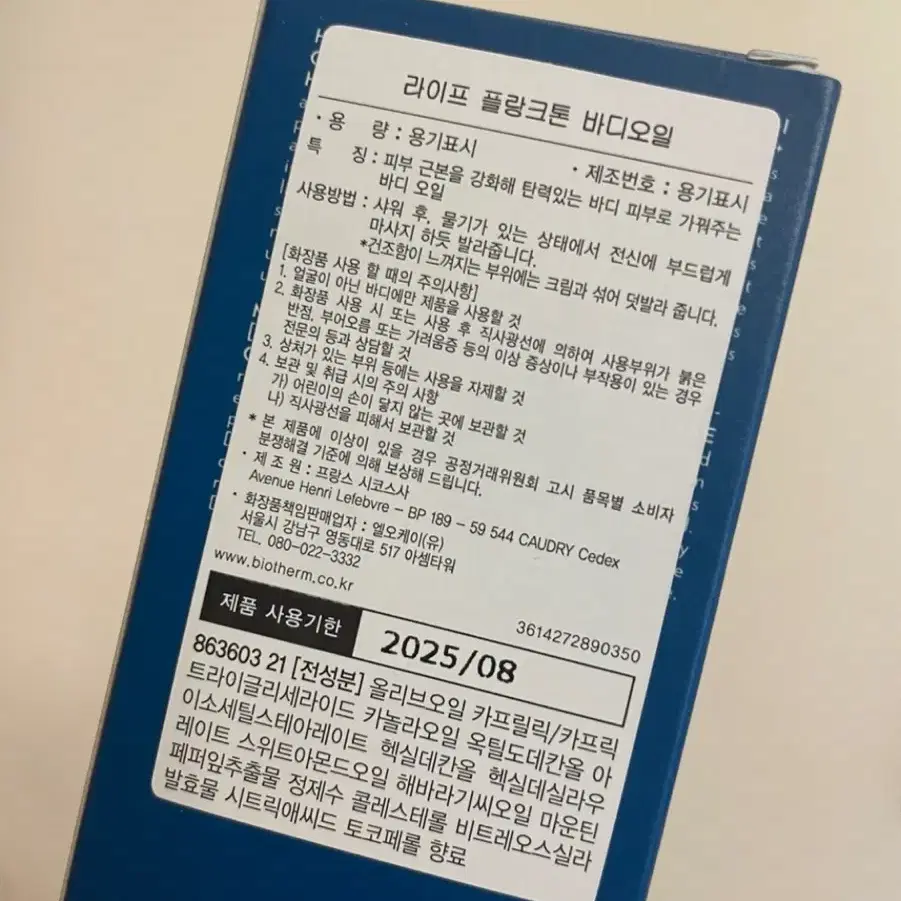 라이프 플랑크톤 바디오일
· 용 량 : 용기표시 · 제조번호 : 용기표시
특 징 : 피부 근본을 강화해 탄력있는 바디 피부로 가꿔주는
바디 오일
사용방법 : 샤워 후, 물기가 있는 상태에서 전신에 부드럽게
마사지 하듯 발라줍니다.
*건조함이 느껴지는 부위에는 크림과 섞어 덧발라 줍니다.
[화장품 사용 할 때의 주의사항]
1. 얼굴이 아닌 바디에만 제품을 사용할 것
2. 화장품 사용 시 또는 사용 후 직사광선에 의하여 사용부위가 붉은
반점, 부어오름 또는 가려움증 등의 이상 증상이나 부작용이 있는 경우
전문의 등과 상담할 것
3. 상처가 있는 부위 등에는 사용을 자제할 것
4. 보관 및 취급 시의 주의 사항
가) 어린이의 손이 닿지 않는 곳에 보관할 것
나) 직사광선을 피해서 보관할 것
* 본 제품에 이상이 있을 경우 공정거래위원회 고시 품목별 소비자
분쟁해결 기준에 의해 보상해 드립니다.
· 제 조 원 : 프랑스 시코스사
Avenue Henri Lefebvre – BP 189 – 59 544 CAUDRY Cedex
· 화장품책임판매업자 : 엘오케이(유)
서울시 강남구 영동대로 517 아셈타워
TEL. 080-022-3332
www.biotherm.co.kr
3614272890350
제품 사용기한 2025/08
863603 21 [전성분] 올리브오일 카프릴릭/카프릭
트라이글리세라이드 카놀라오일 옥틸도데칸올 아
이소세틸스테아레이트 헥실데칸올 헥실데실라우
레이트 스위트아몬드오일 해바라기씨오일 마운틴
페퍼잎추출물 정제수 콜레스테롤 비트레오스실라
발효물 시트릭애씨드 토코페롤 향료